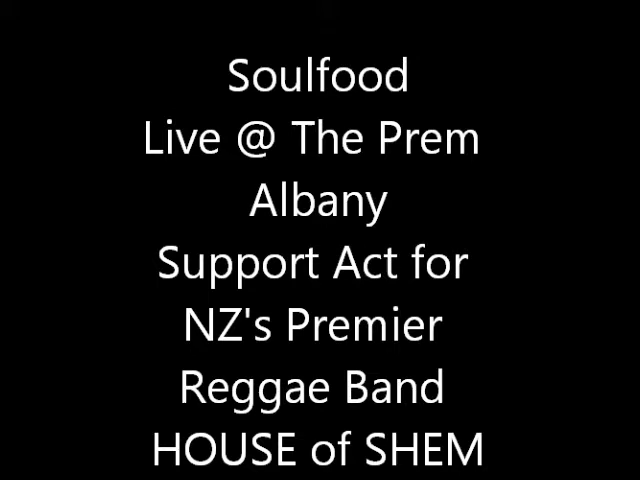 Soulfood
Live @ The Prem
Albany
Support Act for
NZ's Premier
Reggae Band
HOUSE of SHEM